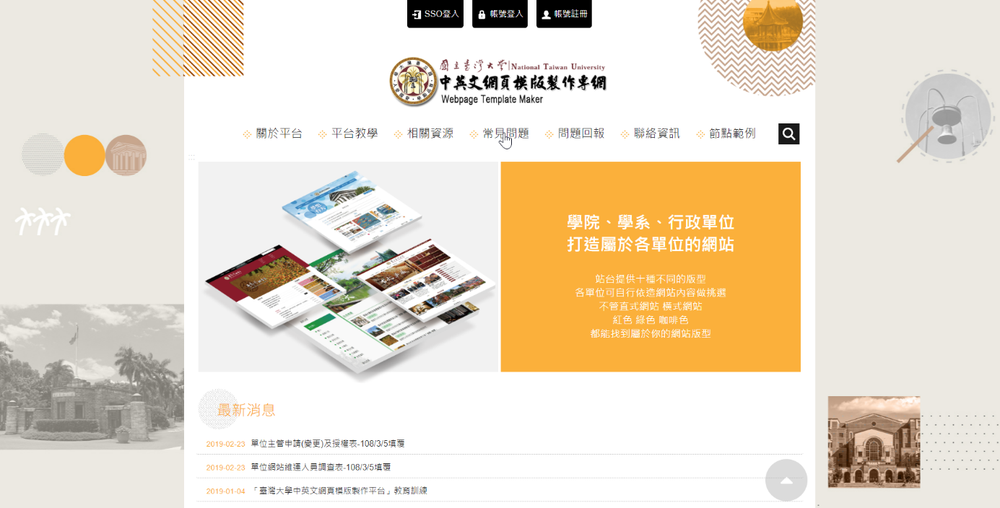 SSO登入
帳號登入
帳號註冊
國立臺灣大學 National Taiwan University
中英文網頁模版製作專網
Webpage Template Maker
關於平台
平台教學
相關資源
常見問題
問題回報
聯絡資訊
節點範例
:::
學院、學系、行政單位
打造屬於各單位的網站
站台提供十種不同的版型
各單位可自行依造網站內容做挑選
不管直式網站 橫式網站
紅色 綠色 咖啡色
都能找到屬於你的網站版型
最新消息
2019-02-23 單位主管申請(變更)及授權表-108/3/5填覆
2019-02-23 單位網站維運人員調查表-108/3/5填覆
2019-01-04 「臺灣大學中英文網頁模版製作平台」教育訓練